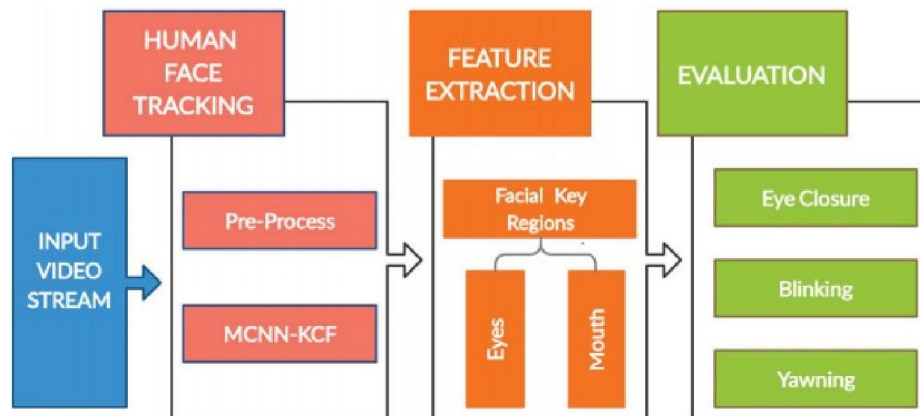 INPUT
VIDEO
STREAM
HUMAN
FACE
TRACKING
Pre-Process
MCNN-KCF
FEATURE
EXTRACTION
Facial Key
Regions
Eyes
Mouth
EVALUATION
Eye Closure
Blinking
Yawning